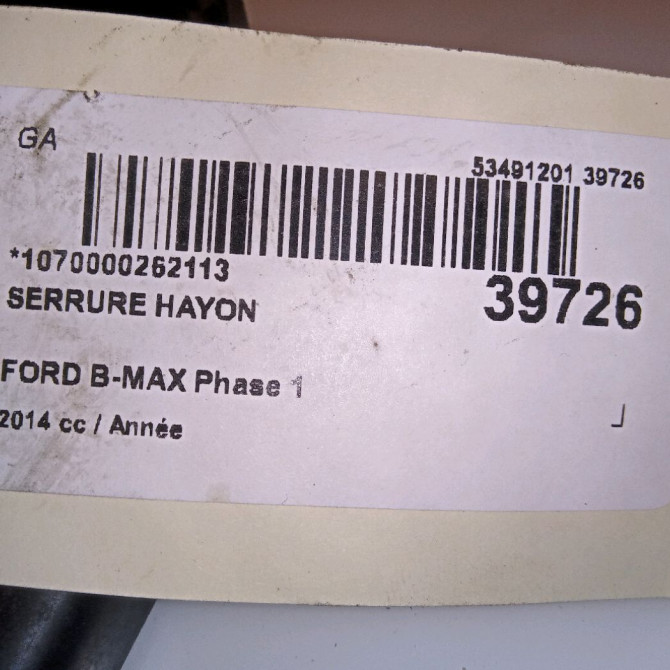 GA
53491201 39726
*1070000262113
39726
SERRURE HAYON
FORD B-MAX Phase 1
2014 cc / Année